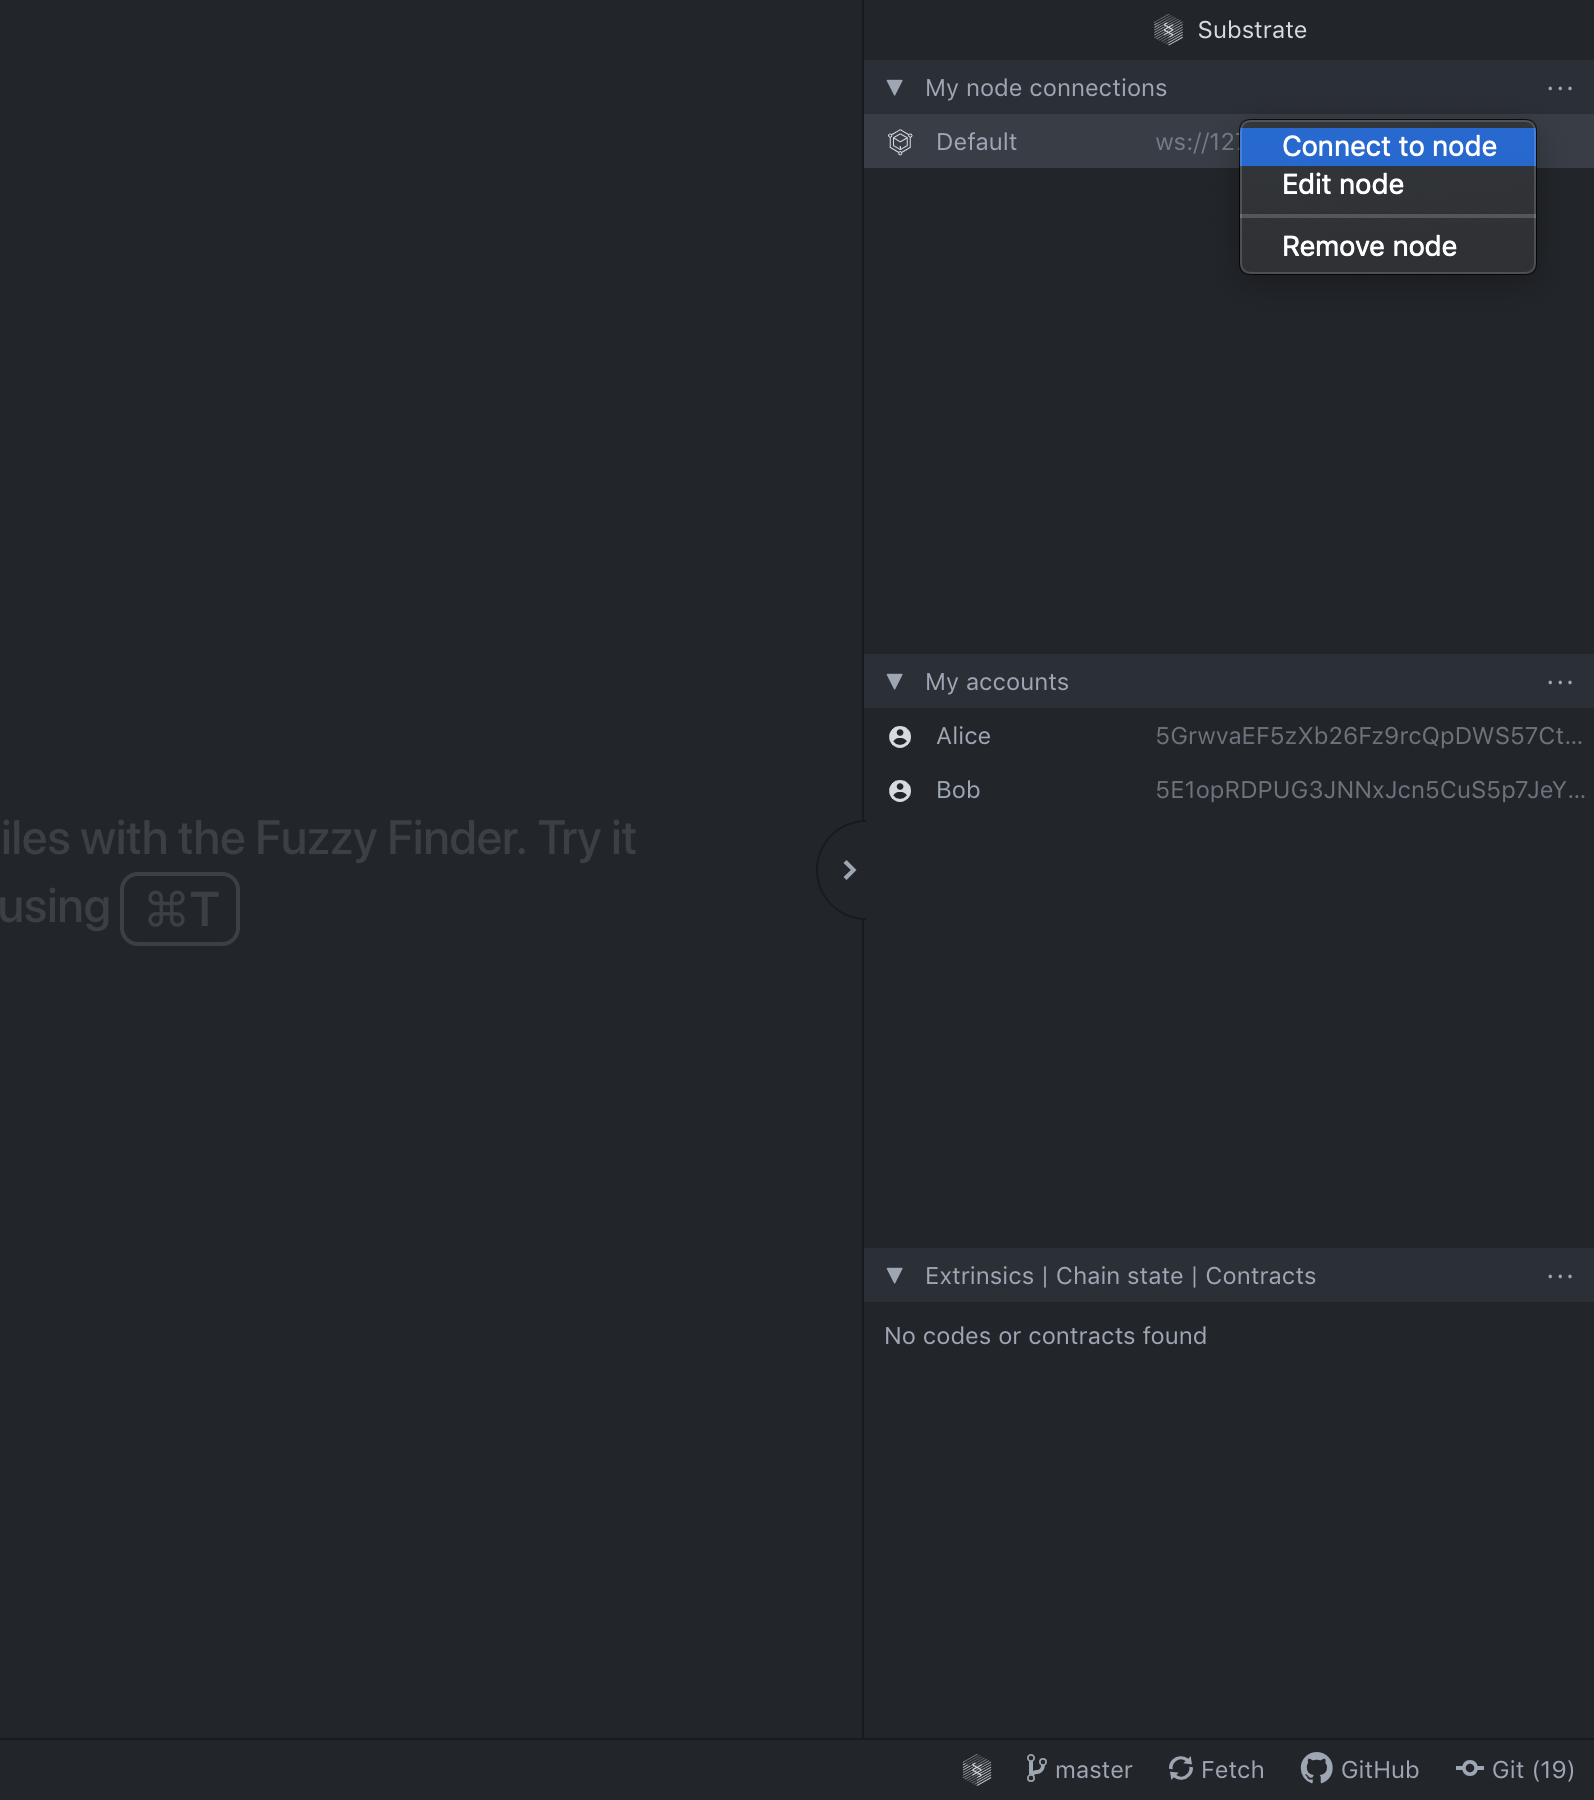 Substrate
My node connections ...
Default ws://127
Connect to node
Edit node
Remove node
My accounts ...
Alice 5GrwvaEF5zXb26Fz9rcQpDWS57Ct...
Bob 5E1opRDPUG3JNNxJcn5CuS5p7JeY...
iles with the Fuzzy Finder. Try it
using ⌘T
Extrinsics | Chain state | Contracts ...
No codes or contracts found
master Fetch GitHub Git (19)